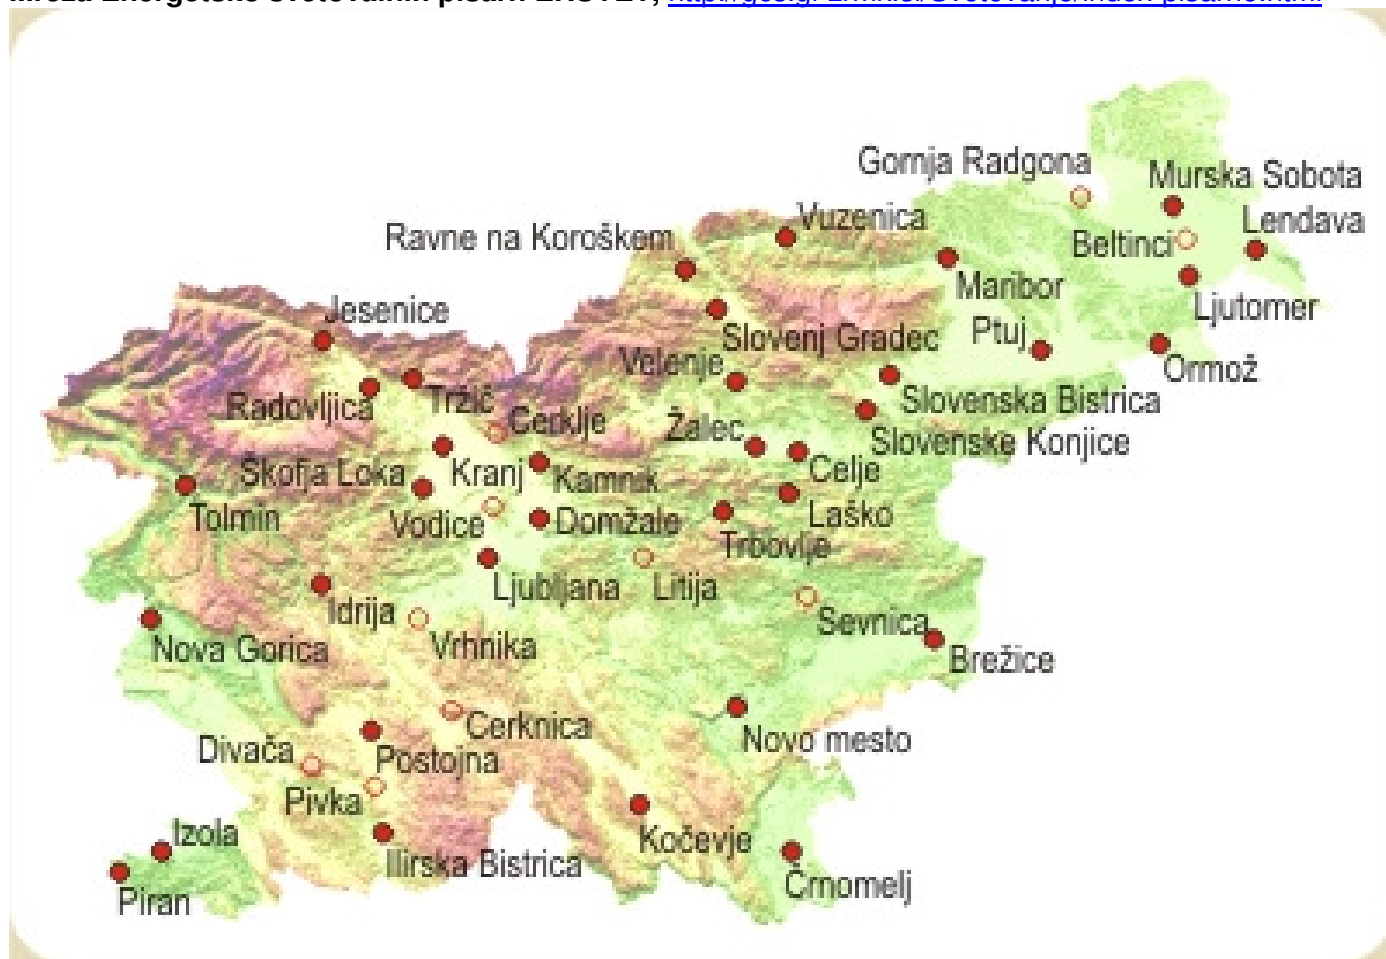 Gornja Radgona
Murska Sobota
Vuzenica
Lendava
Ravne na Koroškem
Beltinci
Maribor
Jesenice
Ljutomer
Slovenj Gradec
Ptuj
Velenje
Ormož
Radovljica
Tržič
Cerklje
Slovenska Bistrica
Žalec
Slovenske Konjice
Škofja Loka
Kranj
Kamnik
Celje
Tolmin
Vodice
Domžale
Laško
Trbovlje
Ljubljana
Litija
Idrija
Sevnica
Nova Gorica
Vrhnika
Brežice
Cerknica
Novo mesto
Divača
Postojna
Pivka
Izola
Kočevje
Ilirska Bistrica
Črnomelj
Piran